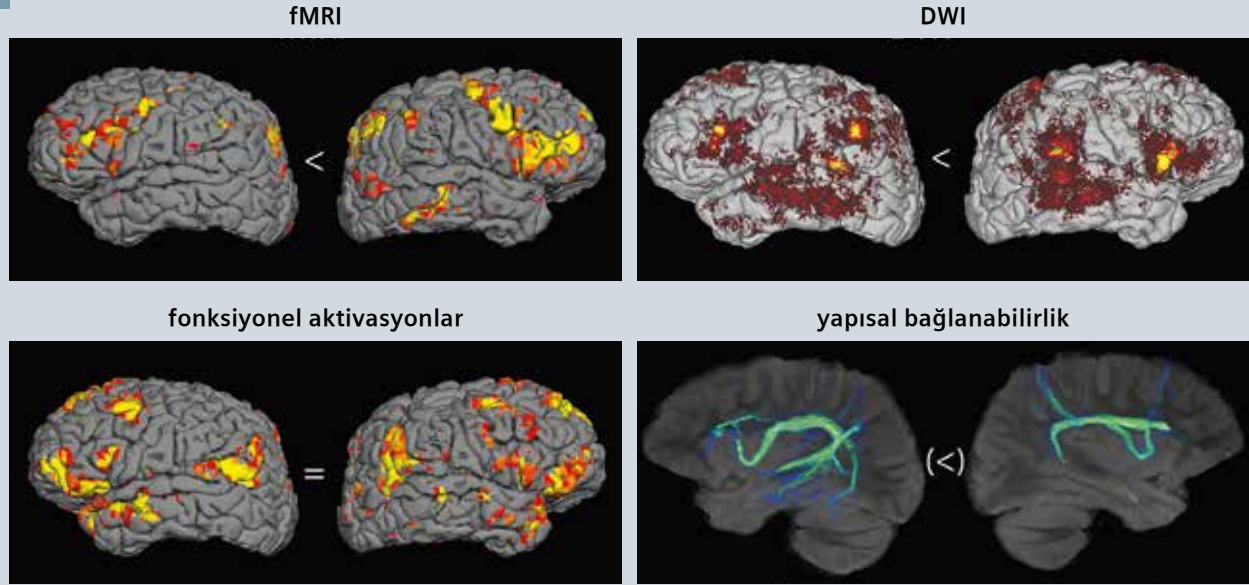 fMRI
DWI
<
<
fonksiyonel aktivasyonlar
yapısal bağlanabilirlik
=
(<)